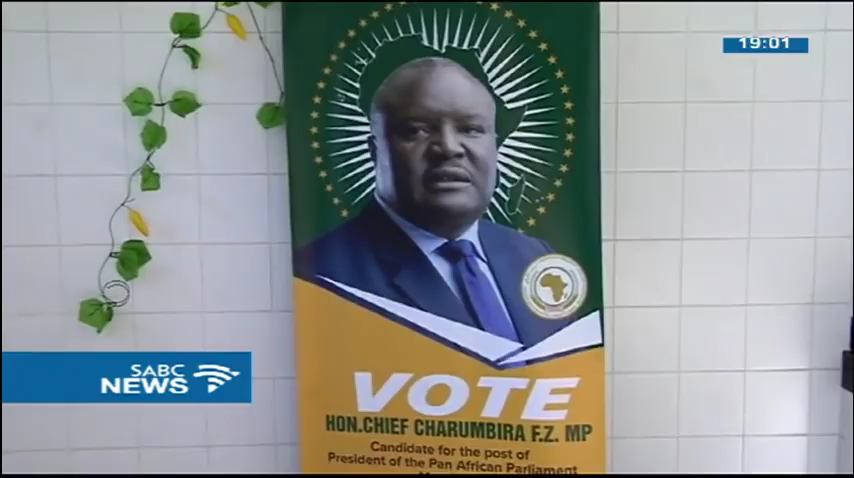 19:01
SABC
NEWS
VOTE
HON.CHIEF CHARUMBIRA F.Z. MP
Candidate for the post of
President of the Pan African Parliament